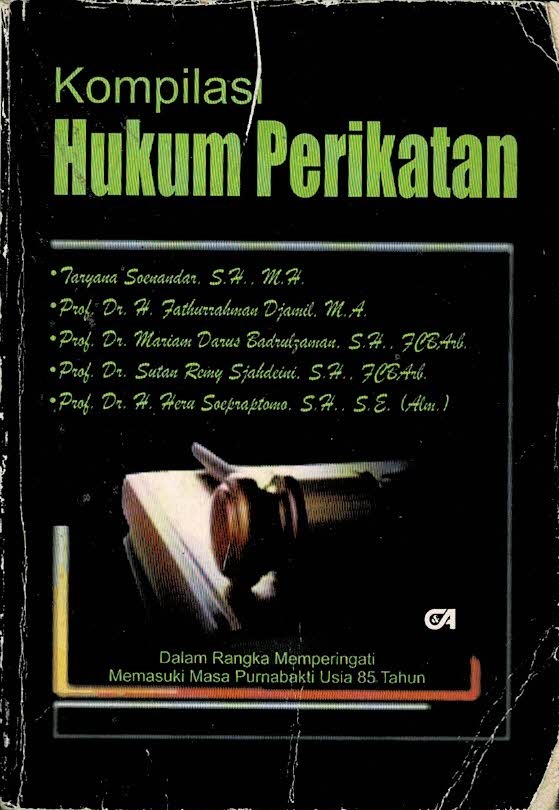 Kompilasi
Hukum Perikatan
• Taryana Soenandar, S.H., M.H.
• Prof. Dr. H. Fathurrahman Djamil, M.A.
• Prof. Dr. Mariam Darus Badrulzaman, S.H., FCBArb.
• Prof. Dr. Sutan Remy Sjahdeini, S.H., FCBArb.
• Prof. Dr. H. Heru Soepraptomo, S.H., S.E. (Alm.)
C&A
Dalam Rangka Memperingati
Memasuki Masa Purnabakti Usia 85 Tahun